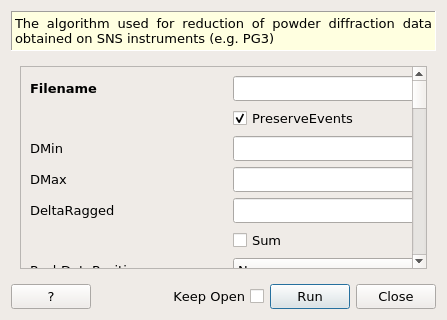 The algorithm used for reduction of powder diffraction data
obtained on SNS instruments (e.g. PG3)
Filename
PreserveEvents
DMin
DMax
DeltaRagged
Sum
?
Keep Open
Run
Close